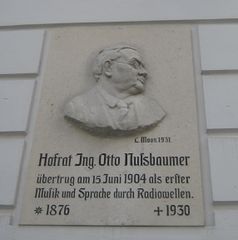 L. Moos 1931.
Hofrat Ing. Otto Nußbaumer
übertrug am 15 Juni 1904 als erster
Musik und Sprache durch Radiowellen.
* 1876 + 1930